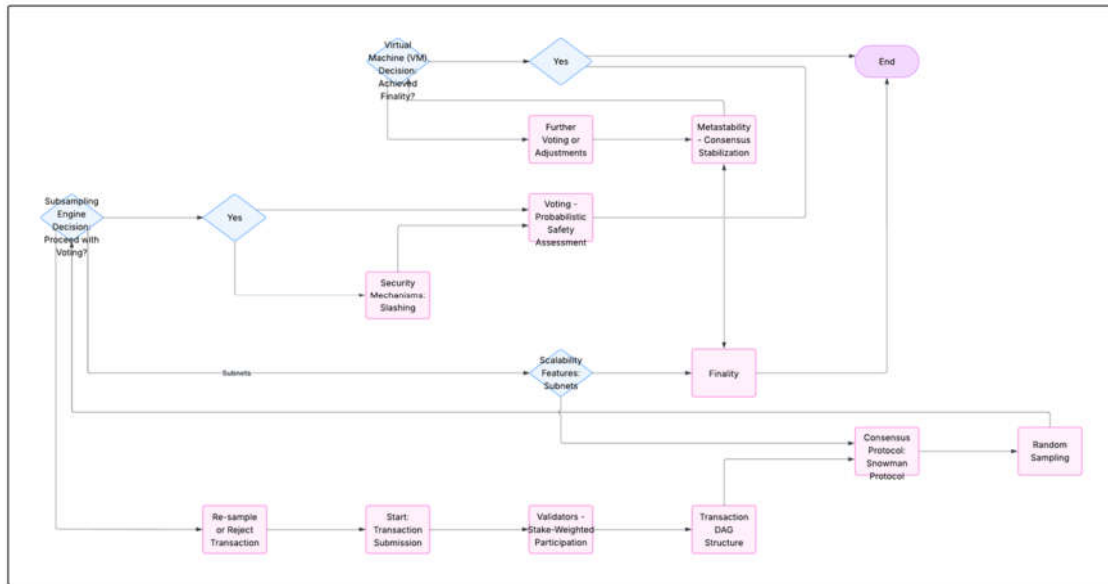 Virtual
Machine (VM)
Decision:
Achieved
Finality?
Yes
End
Further
Voting or
Adjustments
Metastability
- Consensus
Stabilization
Subsampling
Engine
Decision:
Proceed with
Voting?
Yes
Voting -
Probabilistic
Safety
Assessment
Security
Mechanisms:
Slashing
Subnets
Scalability
Features:
Subnets
Finality
Consensus
Protocol:
Snowman
Protocol
Random
Sampling
Re-sample
or Reject
Transaction
Start:
Transaction
Submission
Validators -
Stake-Weighted
Participation
Transaction
DAG
Structure